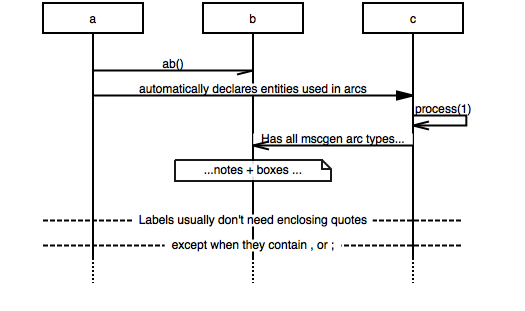 a b c
ab()
automatically declares entities used in arcs
process(1)
Has all mscgen arc types...
...notes + boxes ...
Labels usually don't need enclosing quotes
except when they contain , or ;